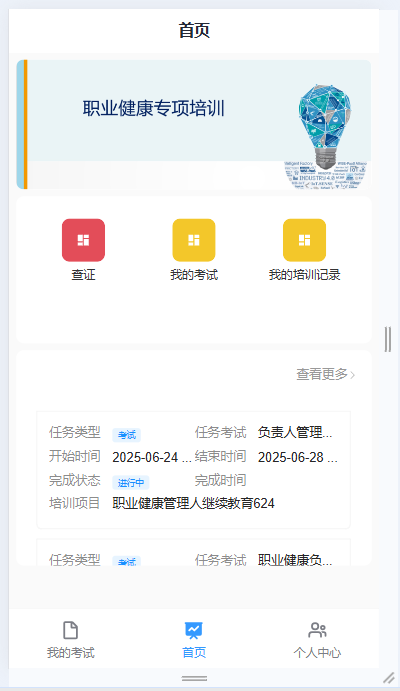 首页
职业健康专项培训
INDUSTRY 4.0
查证 我的考试 我的培训记录
查看更多
任务类型 考试 任务考试 负责人管理...
开始时间 2025-06-24 ... 结束时间 2025-06-28 ...
完成状态 进行中 完成时间
培训项目 职业健康管理人继续教育624
任务类型 考试 任务考试 职业健康负...
我的考试 首页 个人中心